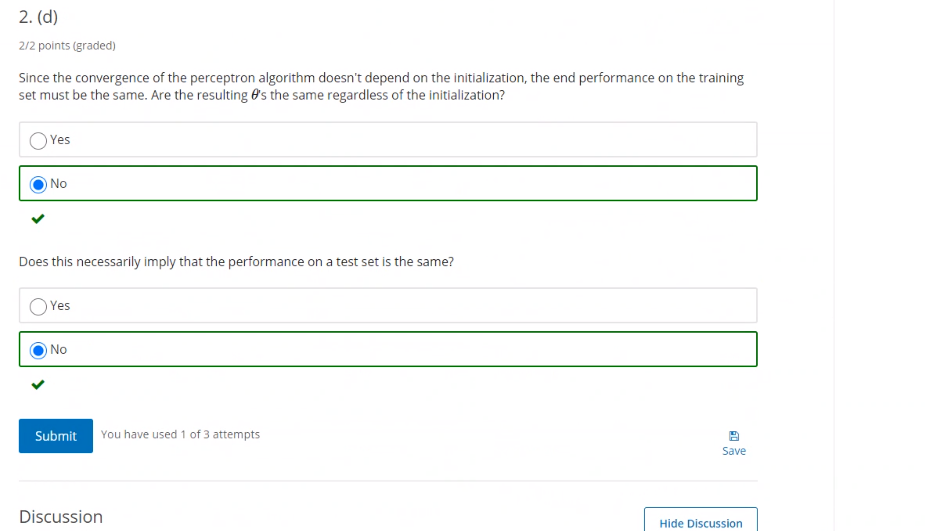 2. (d)
2/2 points (graded)
Since the convergence of the perceptron algorithm doesn't depend on the initialization, the end performance on the training
set must be the same. Are the resulting θ's the same regardless of the initialization?
Yes
No
Does this necessarily imply that the performance on a test set is the same?
Yes
No
Submit
You have used 1 of 3 attempts
Save
Discussion
Hide Discussion